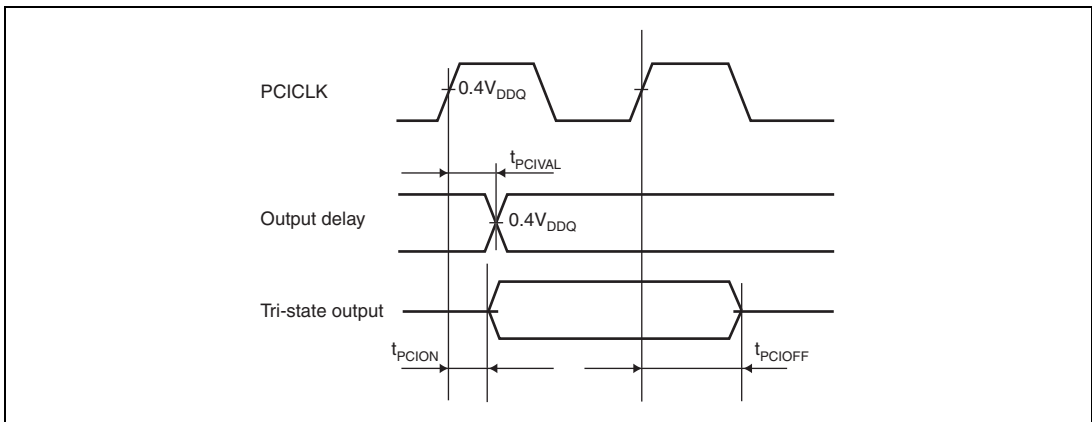 PCICLK
0.4VDDQ
tPCIVAL
Output delay
0.4VDDQ
Tri-state output
tPCION
tPCIOFF